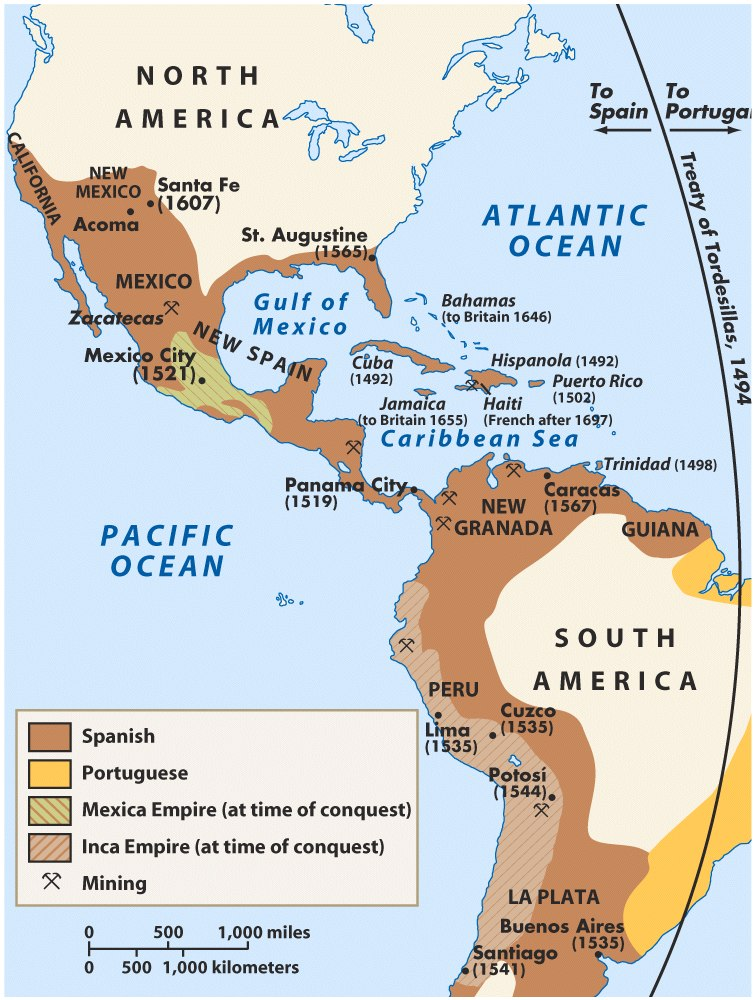 NORTH
AMERICA
To
Spain
To
Portugal
Treaty of Tordesillas, 1494
CALIFORNIA
NEW
MEXICO
Santa Fe
(1607)
Acoma
St. Augustine
(1565)
ATLANTIC
OCEAN
MEXICO
Zacatecas
Gulf of
Mexico
Bahamas
(to Britain 1646)
NEW SPAIN
Mexico City
(1521)
Cuba
(1492)
Hispanola (1492)
Puerto Rico
(1502)
Jamaica
(to Britain 1655)
Haiti
(French after 1697)
Caribbean Sea
Trinidad (1498)
Panama City
(1519)
Caracas
(1567)
NEW
GRANADA
GUIANA
PACIFIC
OCEAN
SOUTH
AMERICA
PERU
Lima
(1535)
Cuzco
(1535)
Potosí
(1544)
LA PLATA
Buenos Aires
(1535)
Santiago
(1541)
Spanish
Portuguese
Mexica Empire (at time of conquest)
Inca Empire (at time of conquest)
Mining
0 500 1,000 miles
0 500 1,000 kilometers